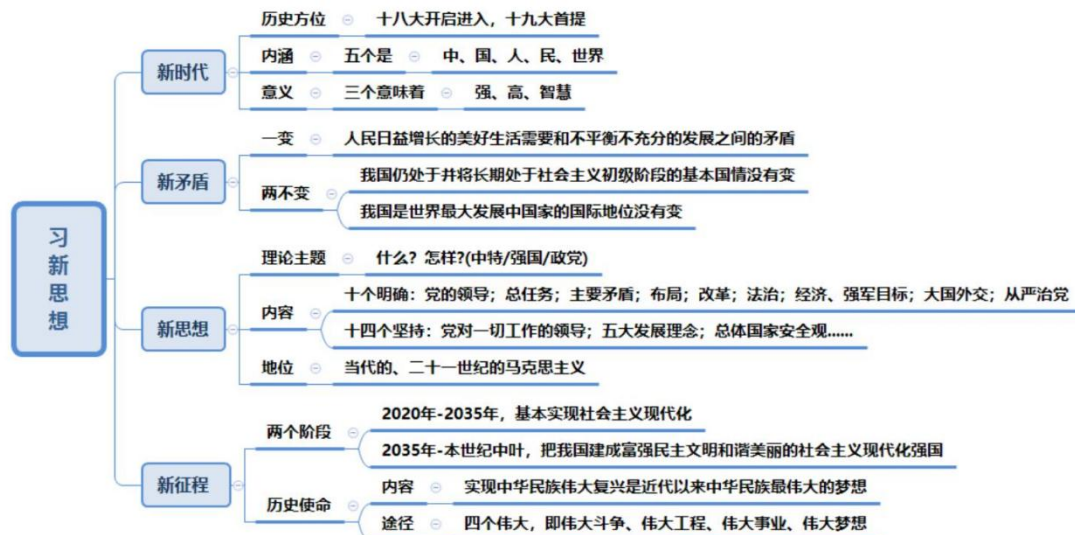 习新思想
新时代
历史方位
十八大开启进入，十九大首提
内涵
五个是
中、国、人、民、世界
意义
三个意味着
强、高、智慧
新矛盾
一变
人民日益增长的美好生活需要和不平衡不充分的发展之间的矛盾
两不变
我国仍处于并将长期处于社会主义初级阶段的基本国情没有变
我国是世界最大发展中国家的国际地位没有变
新思想
理论主题
什么？怎样?(中特/强国/政党)
内容
十个明确：党的领导；总任务；主要矛盾；布局；改革；法治；经济、强军目标；大国外交；从严治党
十四个坚持：党对一切工作的领导；五大发展理念；总体国家安全观......
地位
当代的、二十一世纪的马克思主义
新征程
两个阶段
2020年-2035年，基本实现社会主义现代化
2035年-本世纪中叶，把我国建成富强民主文明和谐美丽的社会主义现代化强国
历史使命
内容
实现中华民族伟大复兴是近代以来中华民族最伟大的梦想
途径
四个伟大，即伟大斗争、伟大工程、伟大事业、伟大梦想